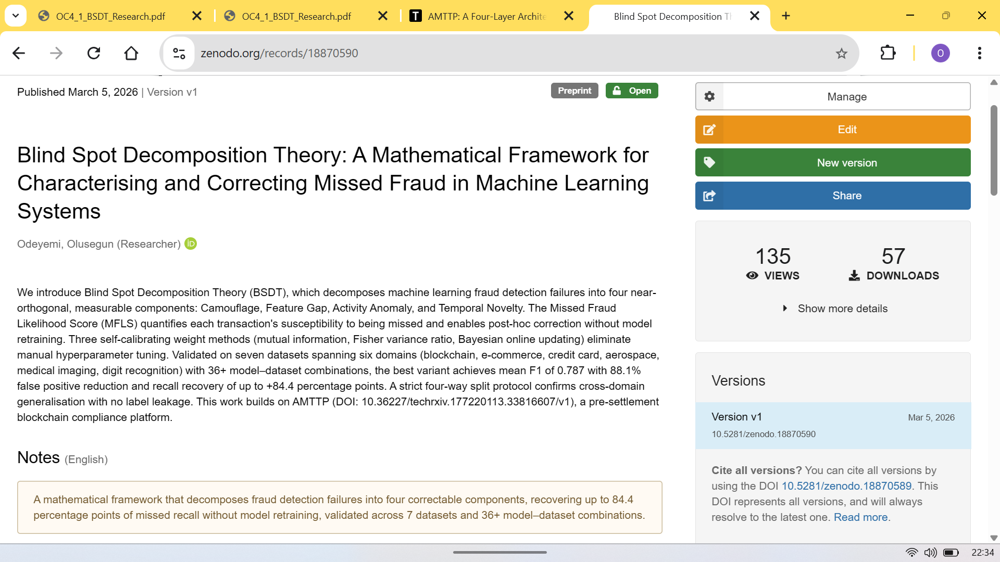 OC4_1_BSDT_Research.pdf
OC4_1_BSDT_Research.pdf
T AMTTP: A Four-Layer Archite
Blind Spot Decomposition Th
zenodo.org/records/18870590
O
Published March 5, 2026 | Version v1
Preprint
Open
Blind Spot Decomposition Theory: A Mathematical Framework for
Characterising and Correcting Missed Fraud in Machine Learning
Systems
Odeyemi, Olusegun (Researcher) iD
We introduce Blind Spot Decomposition Theory (BSDT), which decomposes machine learning fraud detection failures into four near-
orthogonal, measurable components: Camouflage, Feature Gap, Activity Anomaly, and Temporal Novelty. The Missed Fraud
Likelihood Score (MFLS) quantifies each transaction's susceptibility to being missed and enables post-hoc correction without model
retraining. Three self-calibrating weight methods (mutual information, Fisher variance ratio, Bayesian online updating) eliminate
manual hyperparameter tuning. Validated on seven datasets spanning six domains (blockchain, e-commerce, credit card, aerospace,
medical imaging, digit recognition) with 36+ model–dataset combinations, the best variant achieves mean F1 of 0.787 with 88.1%
false positive reduction and recall recovery of up to +84.4 percentage points. A strict four-way split protocol confirms cross-domain
generalisation with no label leakage. This work builds on AMTTP (DOI: 10.36227/techrxiv.177220113.33816607/v1), a pre-settlement
blockchain compliance platform.
Notes (English)
A mathematical framework that decomposes fraud detection failures into four correctable components, recovering up to 84.4
percentage points of missed recall without model retraining, validated across 7 datasets and 36+ model–dataset combinations.
Manage
Edit
New version
Share
135
VIEWS
57
DOWNLOADS
Show more details
Versions
Version v1
Mar 5, 2026
10.5281/zenodo.18870590
Cite all versions? You can cite all versions by
using the DOI 10.5281/zenodo.18870589. This
DOI represents all versions, and will always
resolve to the latest one. Read more.
22:34